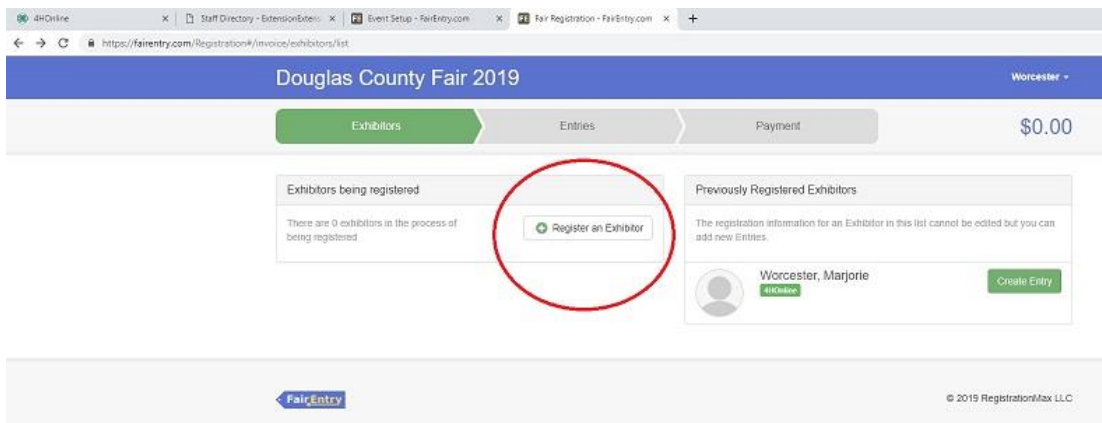 4HOnline
Staff Directory - ExtensionExtens
Event Setup - FairEntry.com
Fair Registration - FairEntry.com
https://fairentry.com/Registration#/invoice/exhibitors/list
Douglas County Fair 2019
Worcester
Exhibitors
Entries
Payment
$0.00
Exhibitors being registered
There are 0 exhibitors in the process of
being registered
Register an Exhibitor
Previously Registered Exhibitors
The registration information for an Exhibitor in this list cannot be edited but you can
add new Entries.
Worcester, Marjorie
4HOnline
Create Entry
FairEntry
© 2019 RegistrationMax LLC